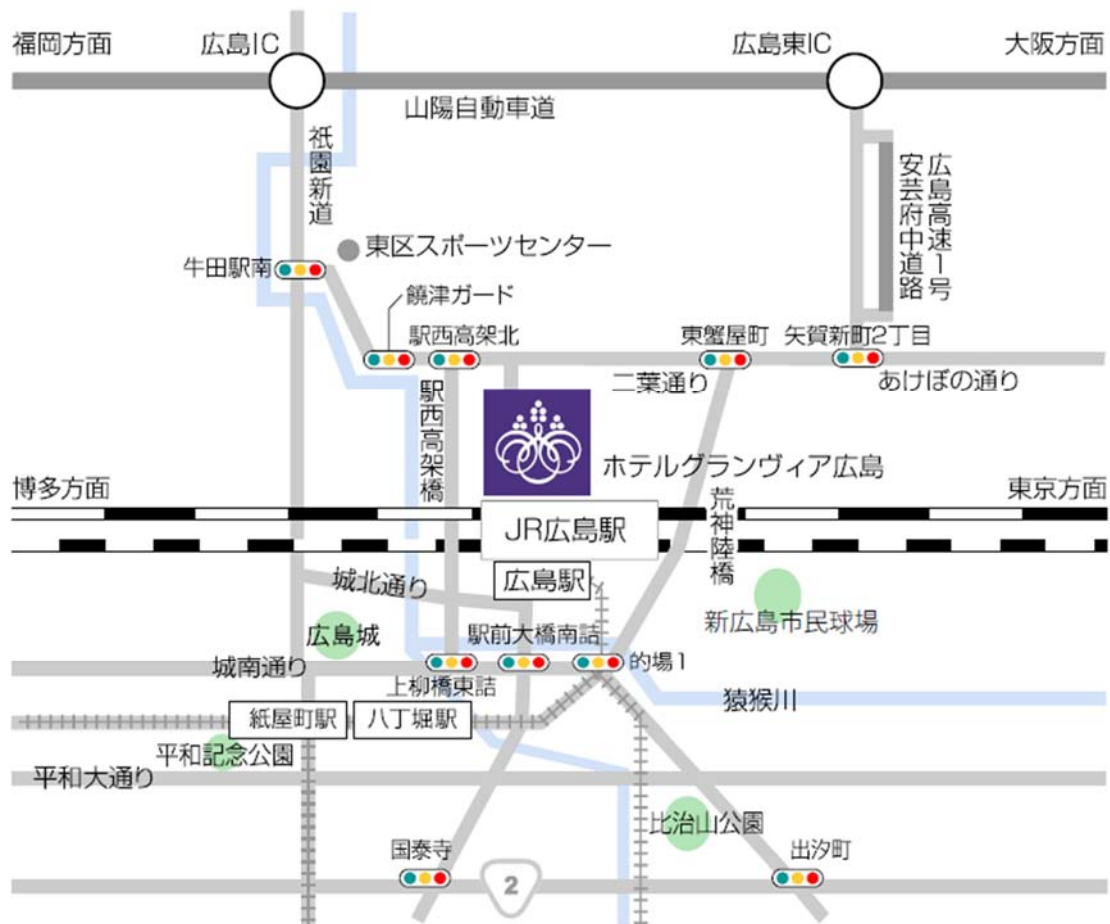 福岡方面
広島IC
広島東IC
大阪方面
山陽自動車道
祇園新道
広島高速1号
安芸府中道路
東区スポーツセンター
牛田駅南
饒津ガード
駅西高架北
東蟹屋町
矢賀新町2丁目
二葉通り
あけぼの通り
駅西高架橋
ホテルグランヴィア広島
博多方面
東京方面
荒神陸橋
JR広島駅
広島駅
城北通り
新広島市民球場
広島城
駅前大橋南詰
的場1
城南通り
上柳橋東詰
猿猴川
紙屋町駅
八丁堀駅
平和記念公園
平和大通り
比治山公園
国泰寺
出汐町
2